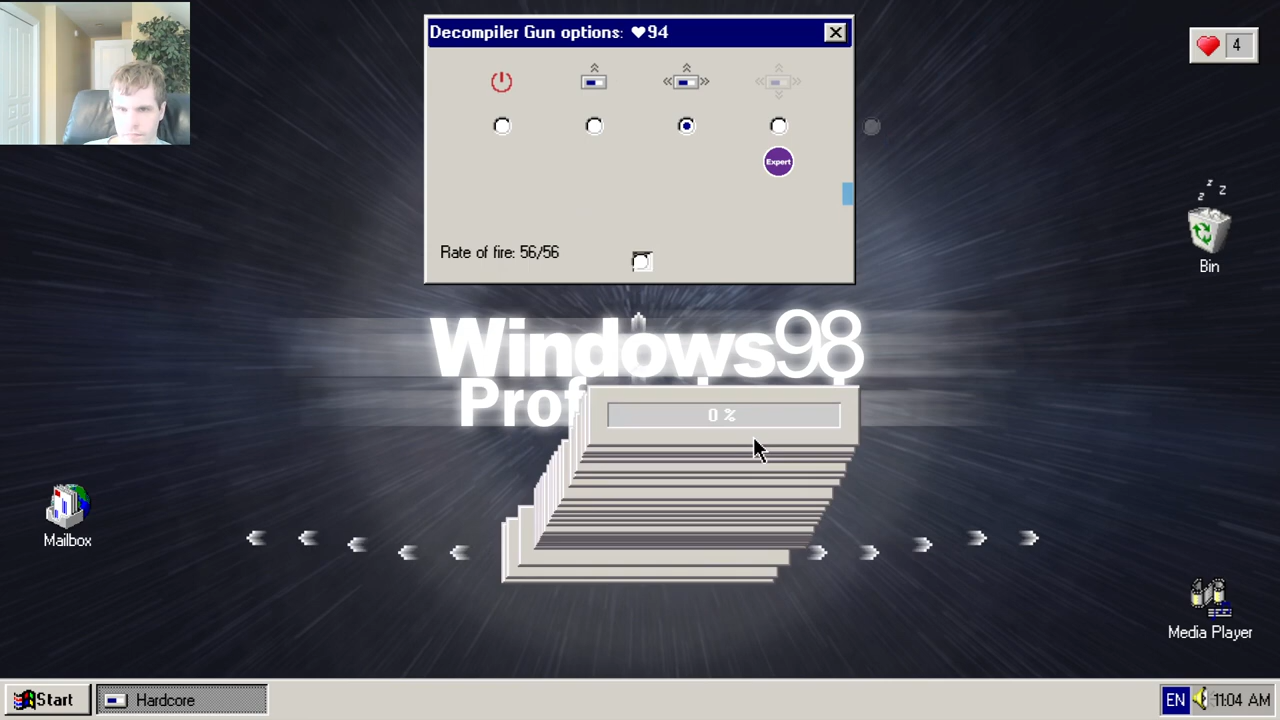 Decompiler Gun options: ♥94
4
Expert
z z z
Bin
Rate of fire: 56/56
Windows98
Prof
0 %
Mailbox
Media Player
Start
Hardcore
EN
11:04 AM